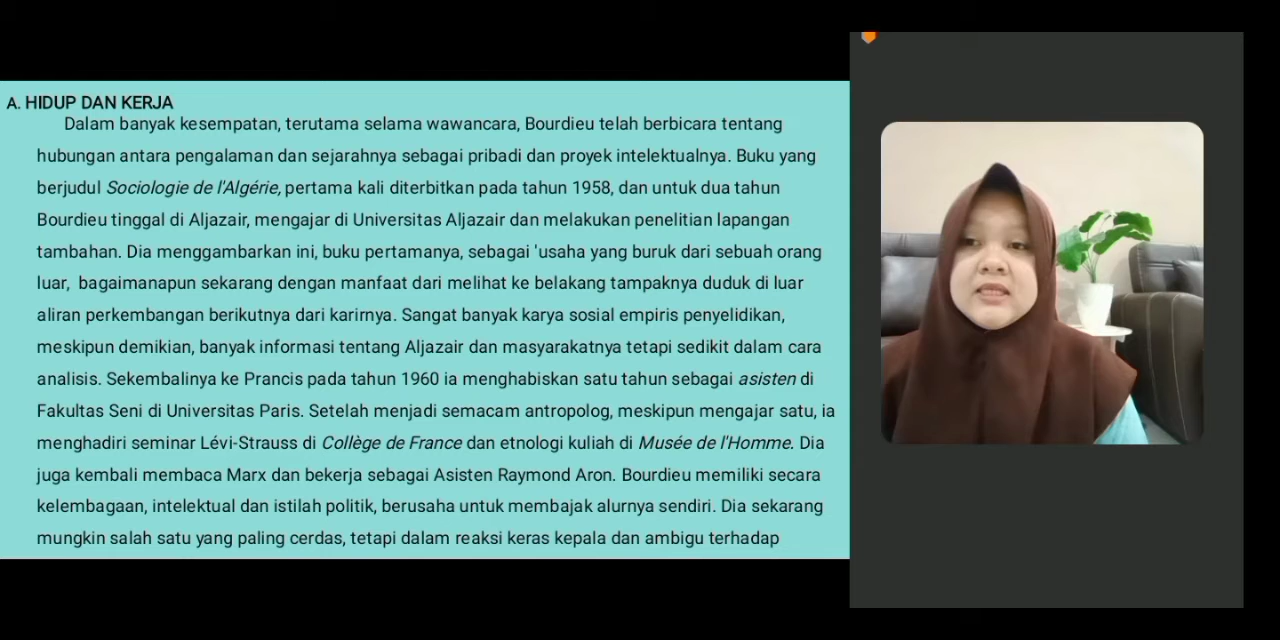 A. HIDUP DAN KERJA
Dalam banyak kesempatan, terutama selama wawancara, Bourdieu telah berbicara tentang
hubungan antara pengalaman dan sejarahnya sebagai pribadi dan proyek intelektualnya. Buku yang
berjudul Sociologie de l'Algérie, pertama kali diterbitkan pada tahun 1958, dan untuk dua tahun
Bourdieu tinggal di Aljazair, mengajar di Universitas Aljazair dan melakukan penelitian lapangan
tambahan. Dia menggambarkan ini, buku pertamanya, sebagai 'usaha yang buruk dari sebuah orang
luar, bagaimanapun sekarang dengan manfaat dari melihat ke belakang tampaknya duduk di luar
aliran perkembangan berikutnya dari karirnya. Sangat banyak karya sosial empiris penyelidikan,
meskipun demikian, banyak informasi tentang Aljazair dan masyarakatnya tetapi sedikit dalam cara
analisis. Sekembalinya ke Prancis pada tahun 1960 ia menghabiskan satu tahun sebagai asisten di
Fakultas Seni di Universitas Paris. Setelah menjadi semacam antropolog, meskipun mengajar satu, ia
menghadiri seminar Lévi-Strauss di Collège de France dan etnologi kuliah di Musée de l'Homme. Dia
juga kembali membaca Marx dan bekerja sebagai Asisten Raymond Aron. Bourdieu memiliki secara
kelembagaan, intelektual dan istilah politik, berusaha untuk membajak alurnya sendiri. Dia sekarang
mungkin salah satu yang paling cerdas, tetapi dalam reaksi keras kepala dan ambigu terhadap